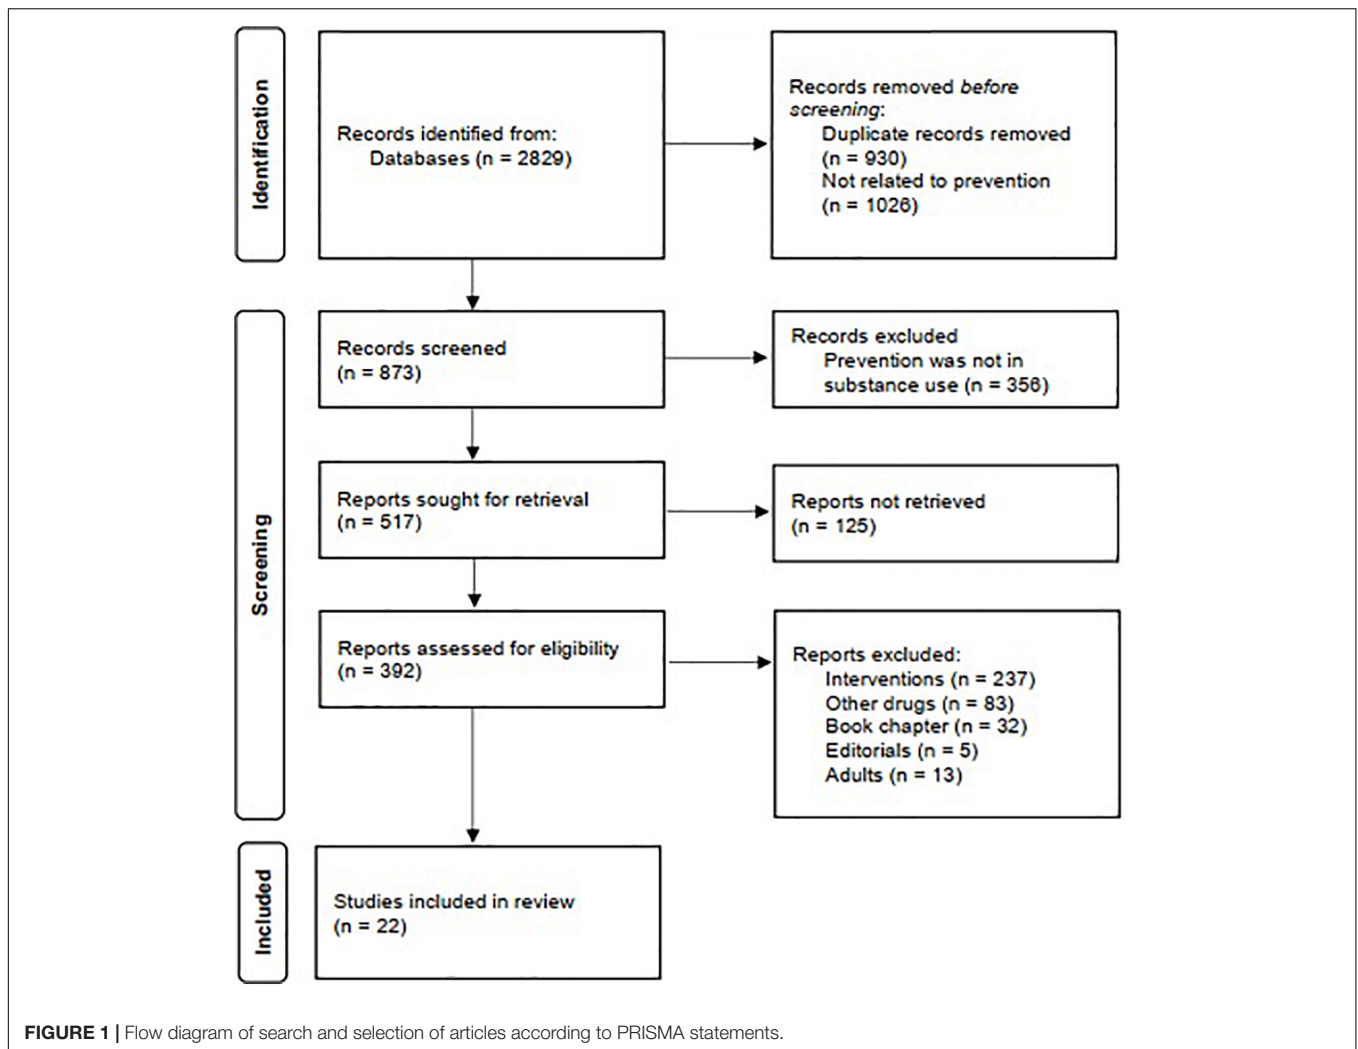 Identification
Records identified from:
Databases (n = 2829)
Records removed before
screening:
Duplicate records removed
(n = 930)
Not related to prevention
(n = 1026)
Screening
Records screened
(n = 873)
Records excluded
Prevention was not in
substance use (n = 356)
Reports sought for retrieval
(n = 517)
Reports not retrieved
(n = 125)
Reports assessed for eligibility
(n = 392)
Reports excluded:
Interventions (n = 237)
Other drugs (n = 83)
Book chapter (n = 32)
Editorials (n = 5)
Adults (n = 13)
Included
Studies included in review
(n = 22)
FIGURE 1 | Flow diagram of search and selection of articles according to PRISMA statements.